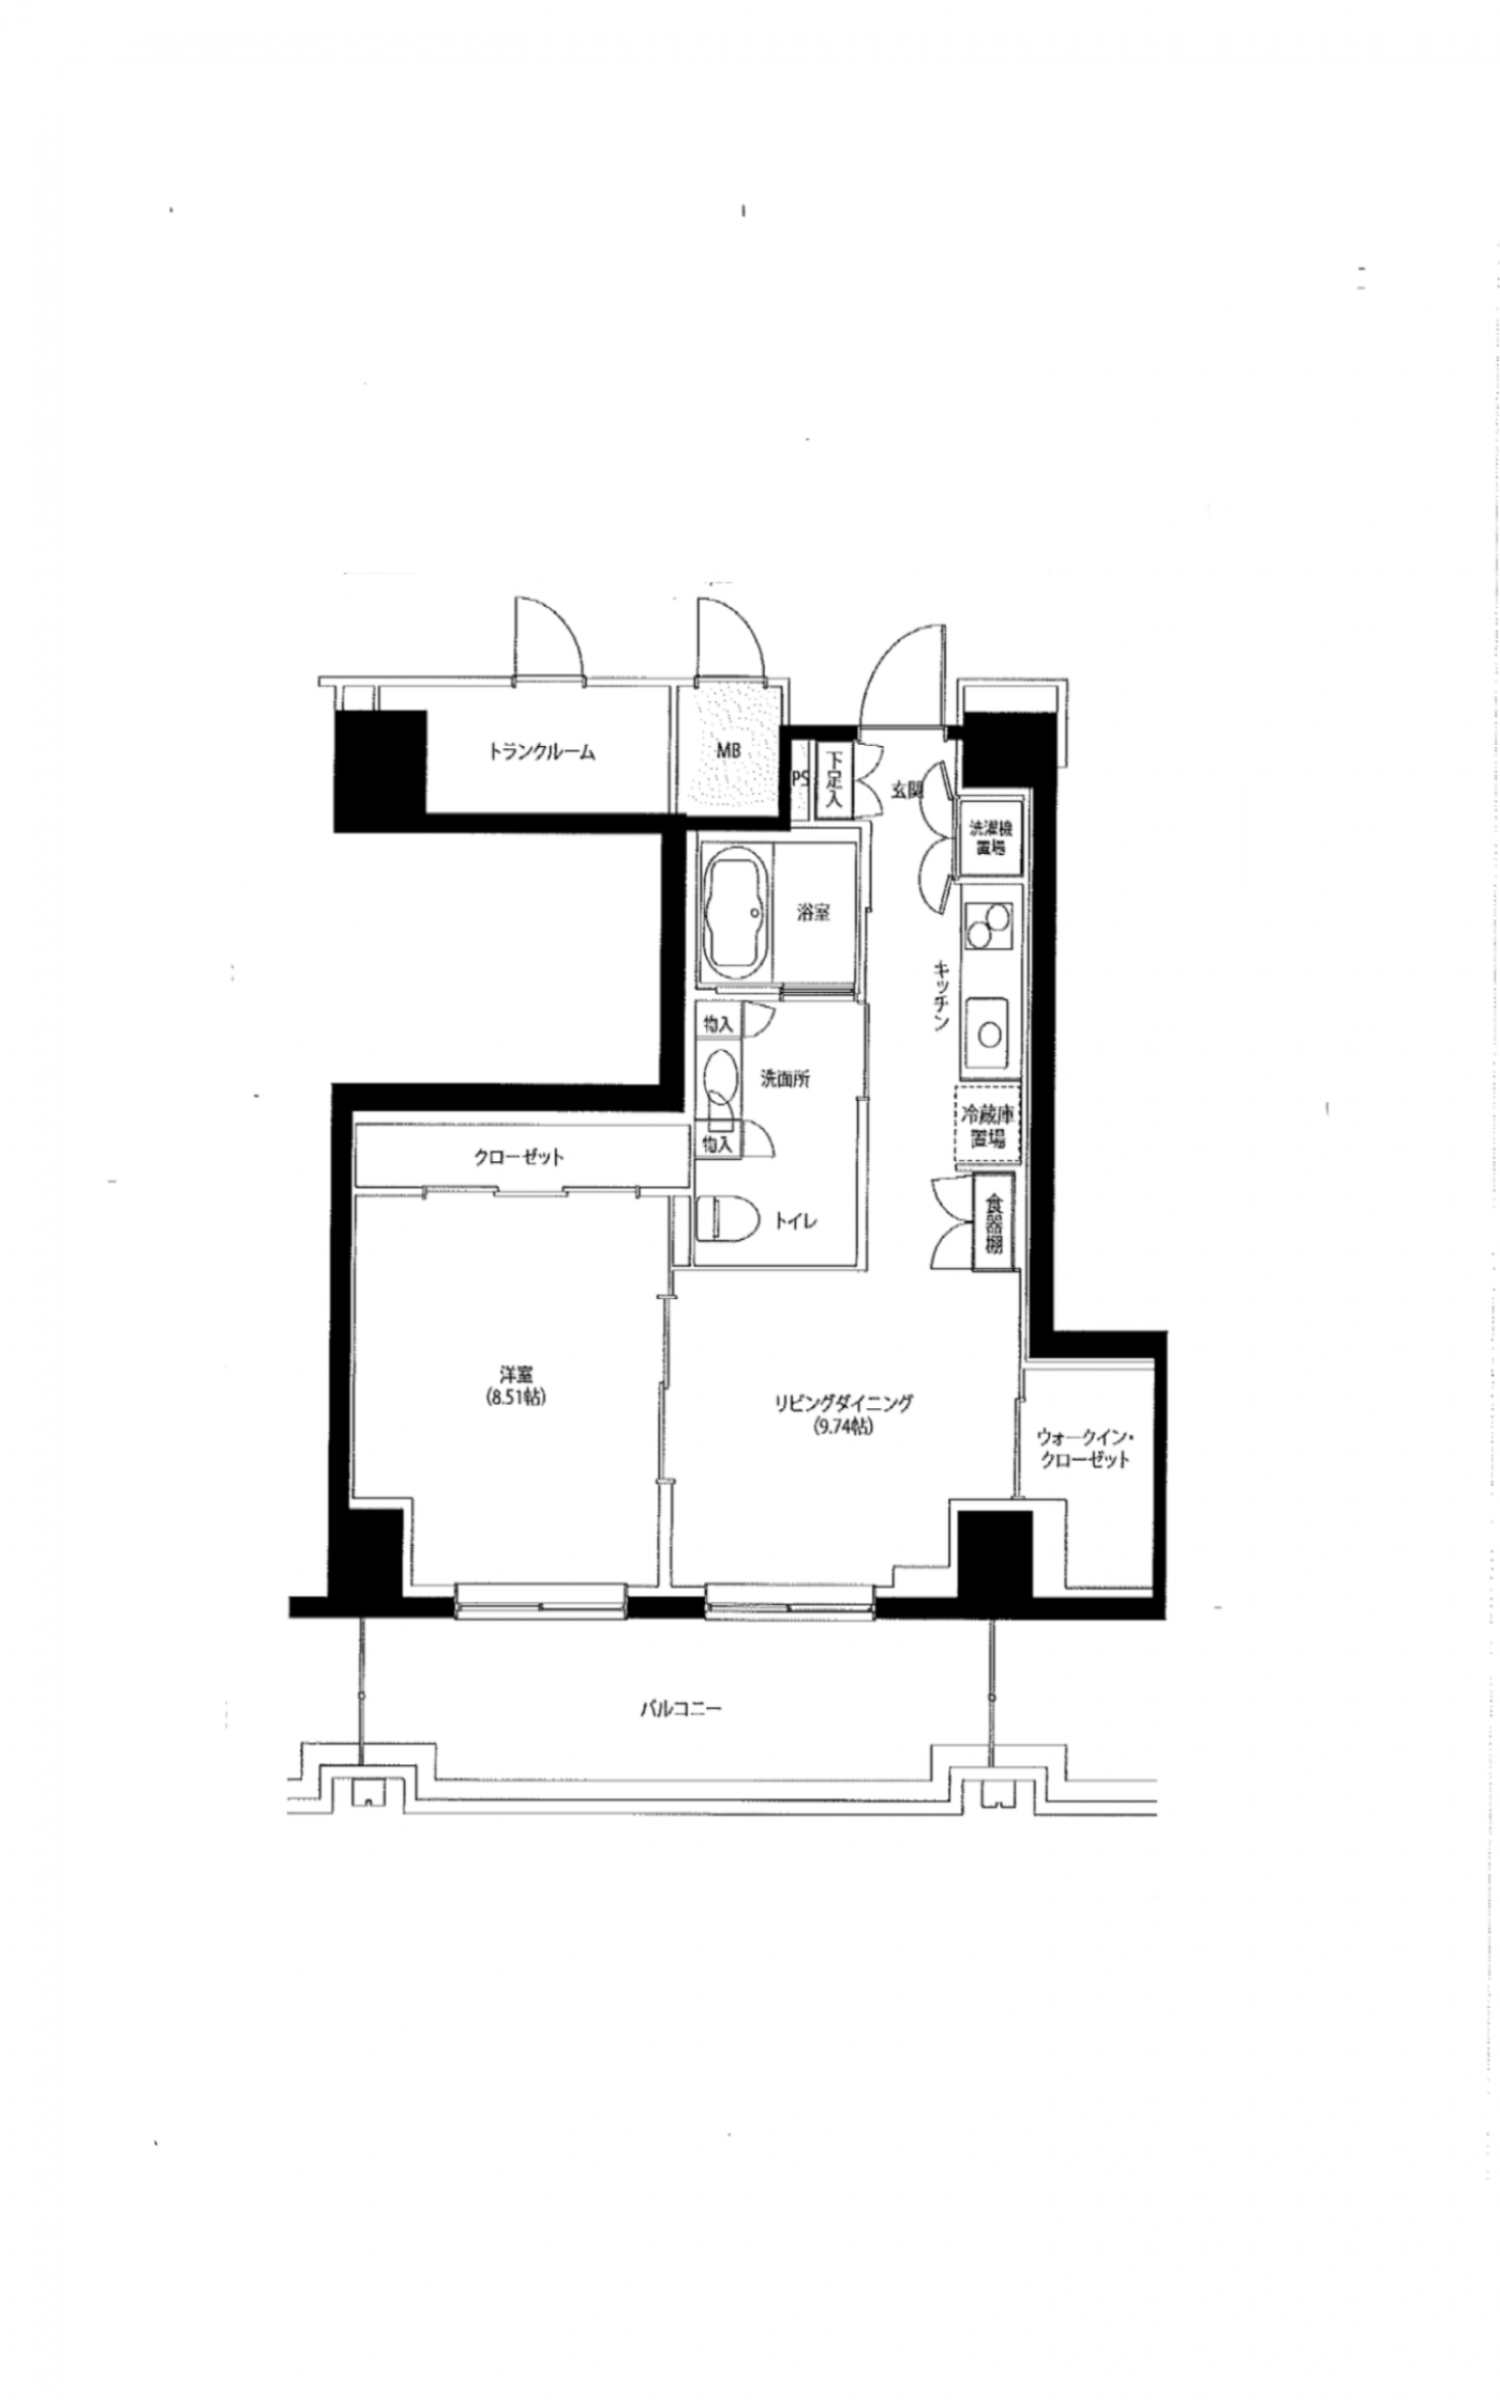 トランクルーム
MB
PS
下足入
玄関
洗濯機
置場
浴室
キッチン
物入
洗面所
冷蔵庫
置場
物入
クローゼット
食器棚
トイレ
洋室
(8.51帖)
リビングダイニング
(9.74帖)
ウォークイン・
クローゼット
バルコニー